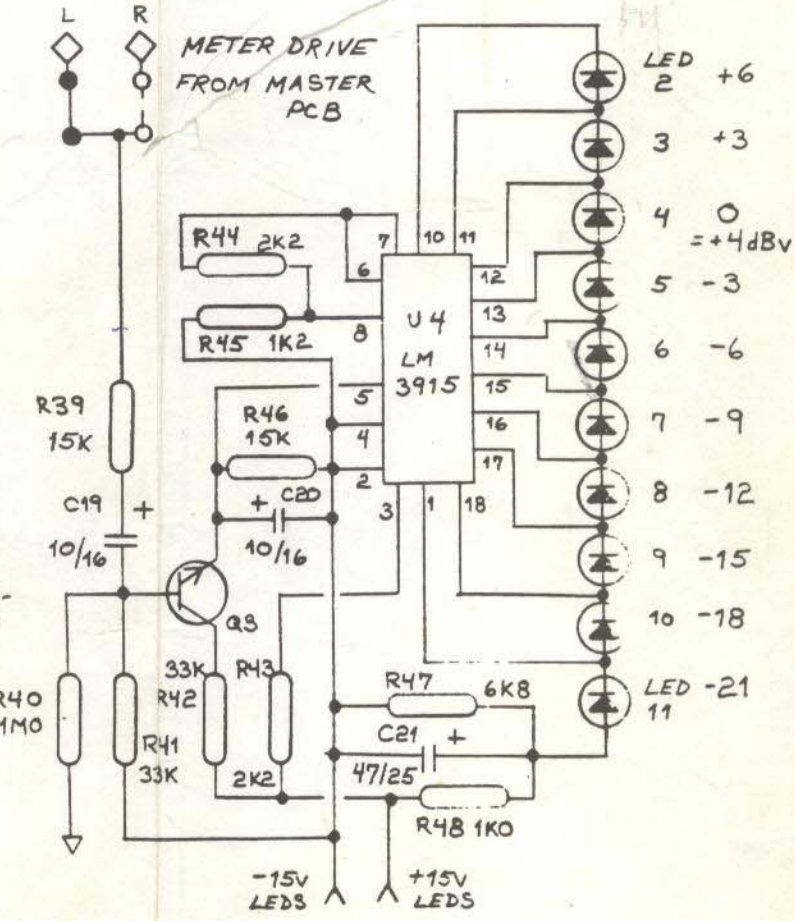 L R
METER DRIVE
FROM MASTER
PCB
LED
2 +6
3 +3
4 0
=+4dBv
5 -3
6 -6
7 -9
8 -12
9 -15
10 -18
LED -21
11
7 10 11
R44 2K2
6
12
8
13
R45 1K2
U4
LM
3915
14
5
15
4
16
2
17
3 1 18
R39
15K
R46
15K
C19 +
10/16
+ C20
10/16
Q3
R40
1M0
R41
33K
33K
R42
R43
2K2
R47 6K8
C21 +
47/25
R48 1K0
-15V
LEDS
+15V
LEDS